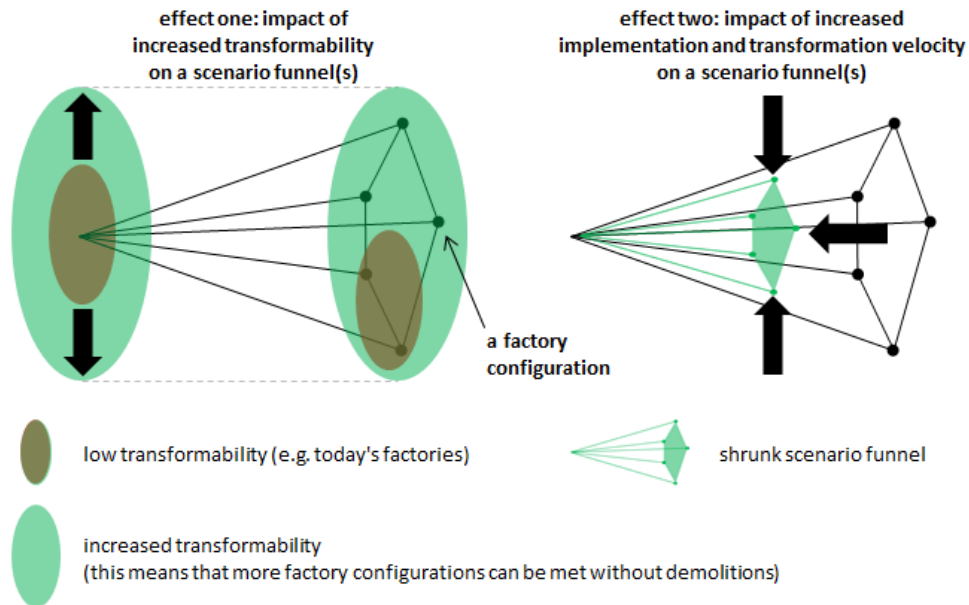 effect one: impact of
increased transformability
on a scenario funnel(s)
effect two: impact of increased
implementation and transformation velocity
on a scenario funnel(s)
a factory
configuration
low transformability (e.g. today's factories)
shrunk scenario funnel
increased transformability
(this means that more factory configurations can be met without demolitions)